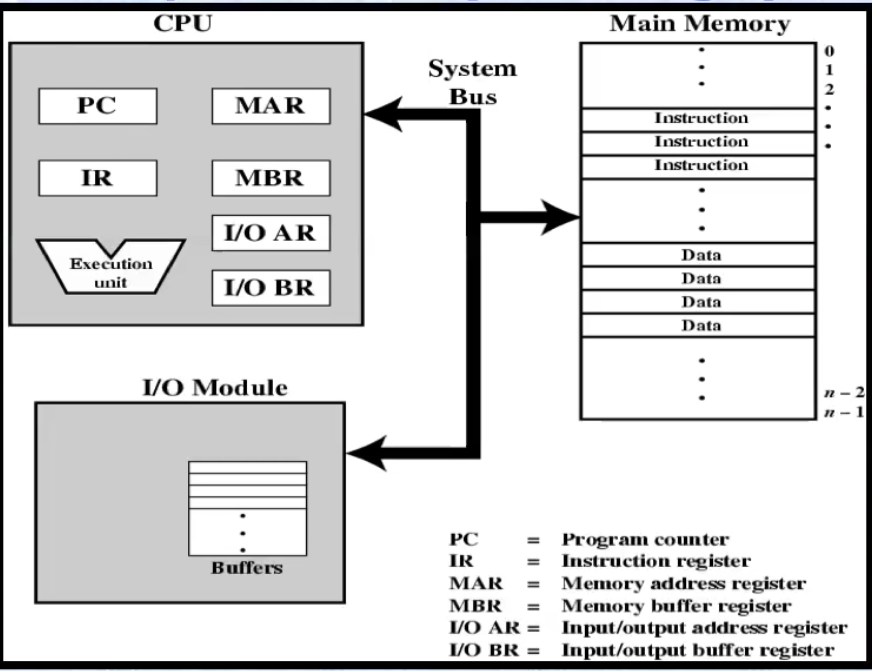 CPU
Main Memory
System
Bus
PC
MAR
IR
MBR
I/O AR
I/O BR
Execution
unit
0
1
2
Instruction
Instruction
Instruction
Data
Data
Data
Data
n – 2
n – 1
I/O Module
Buffers
PC = Program counter
IR = Instruction register
MAR = Memory address register
MBR = Memory buffer register
I/O AR = Input/output address register
I/O BR = Input/output buffer register